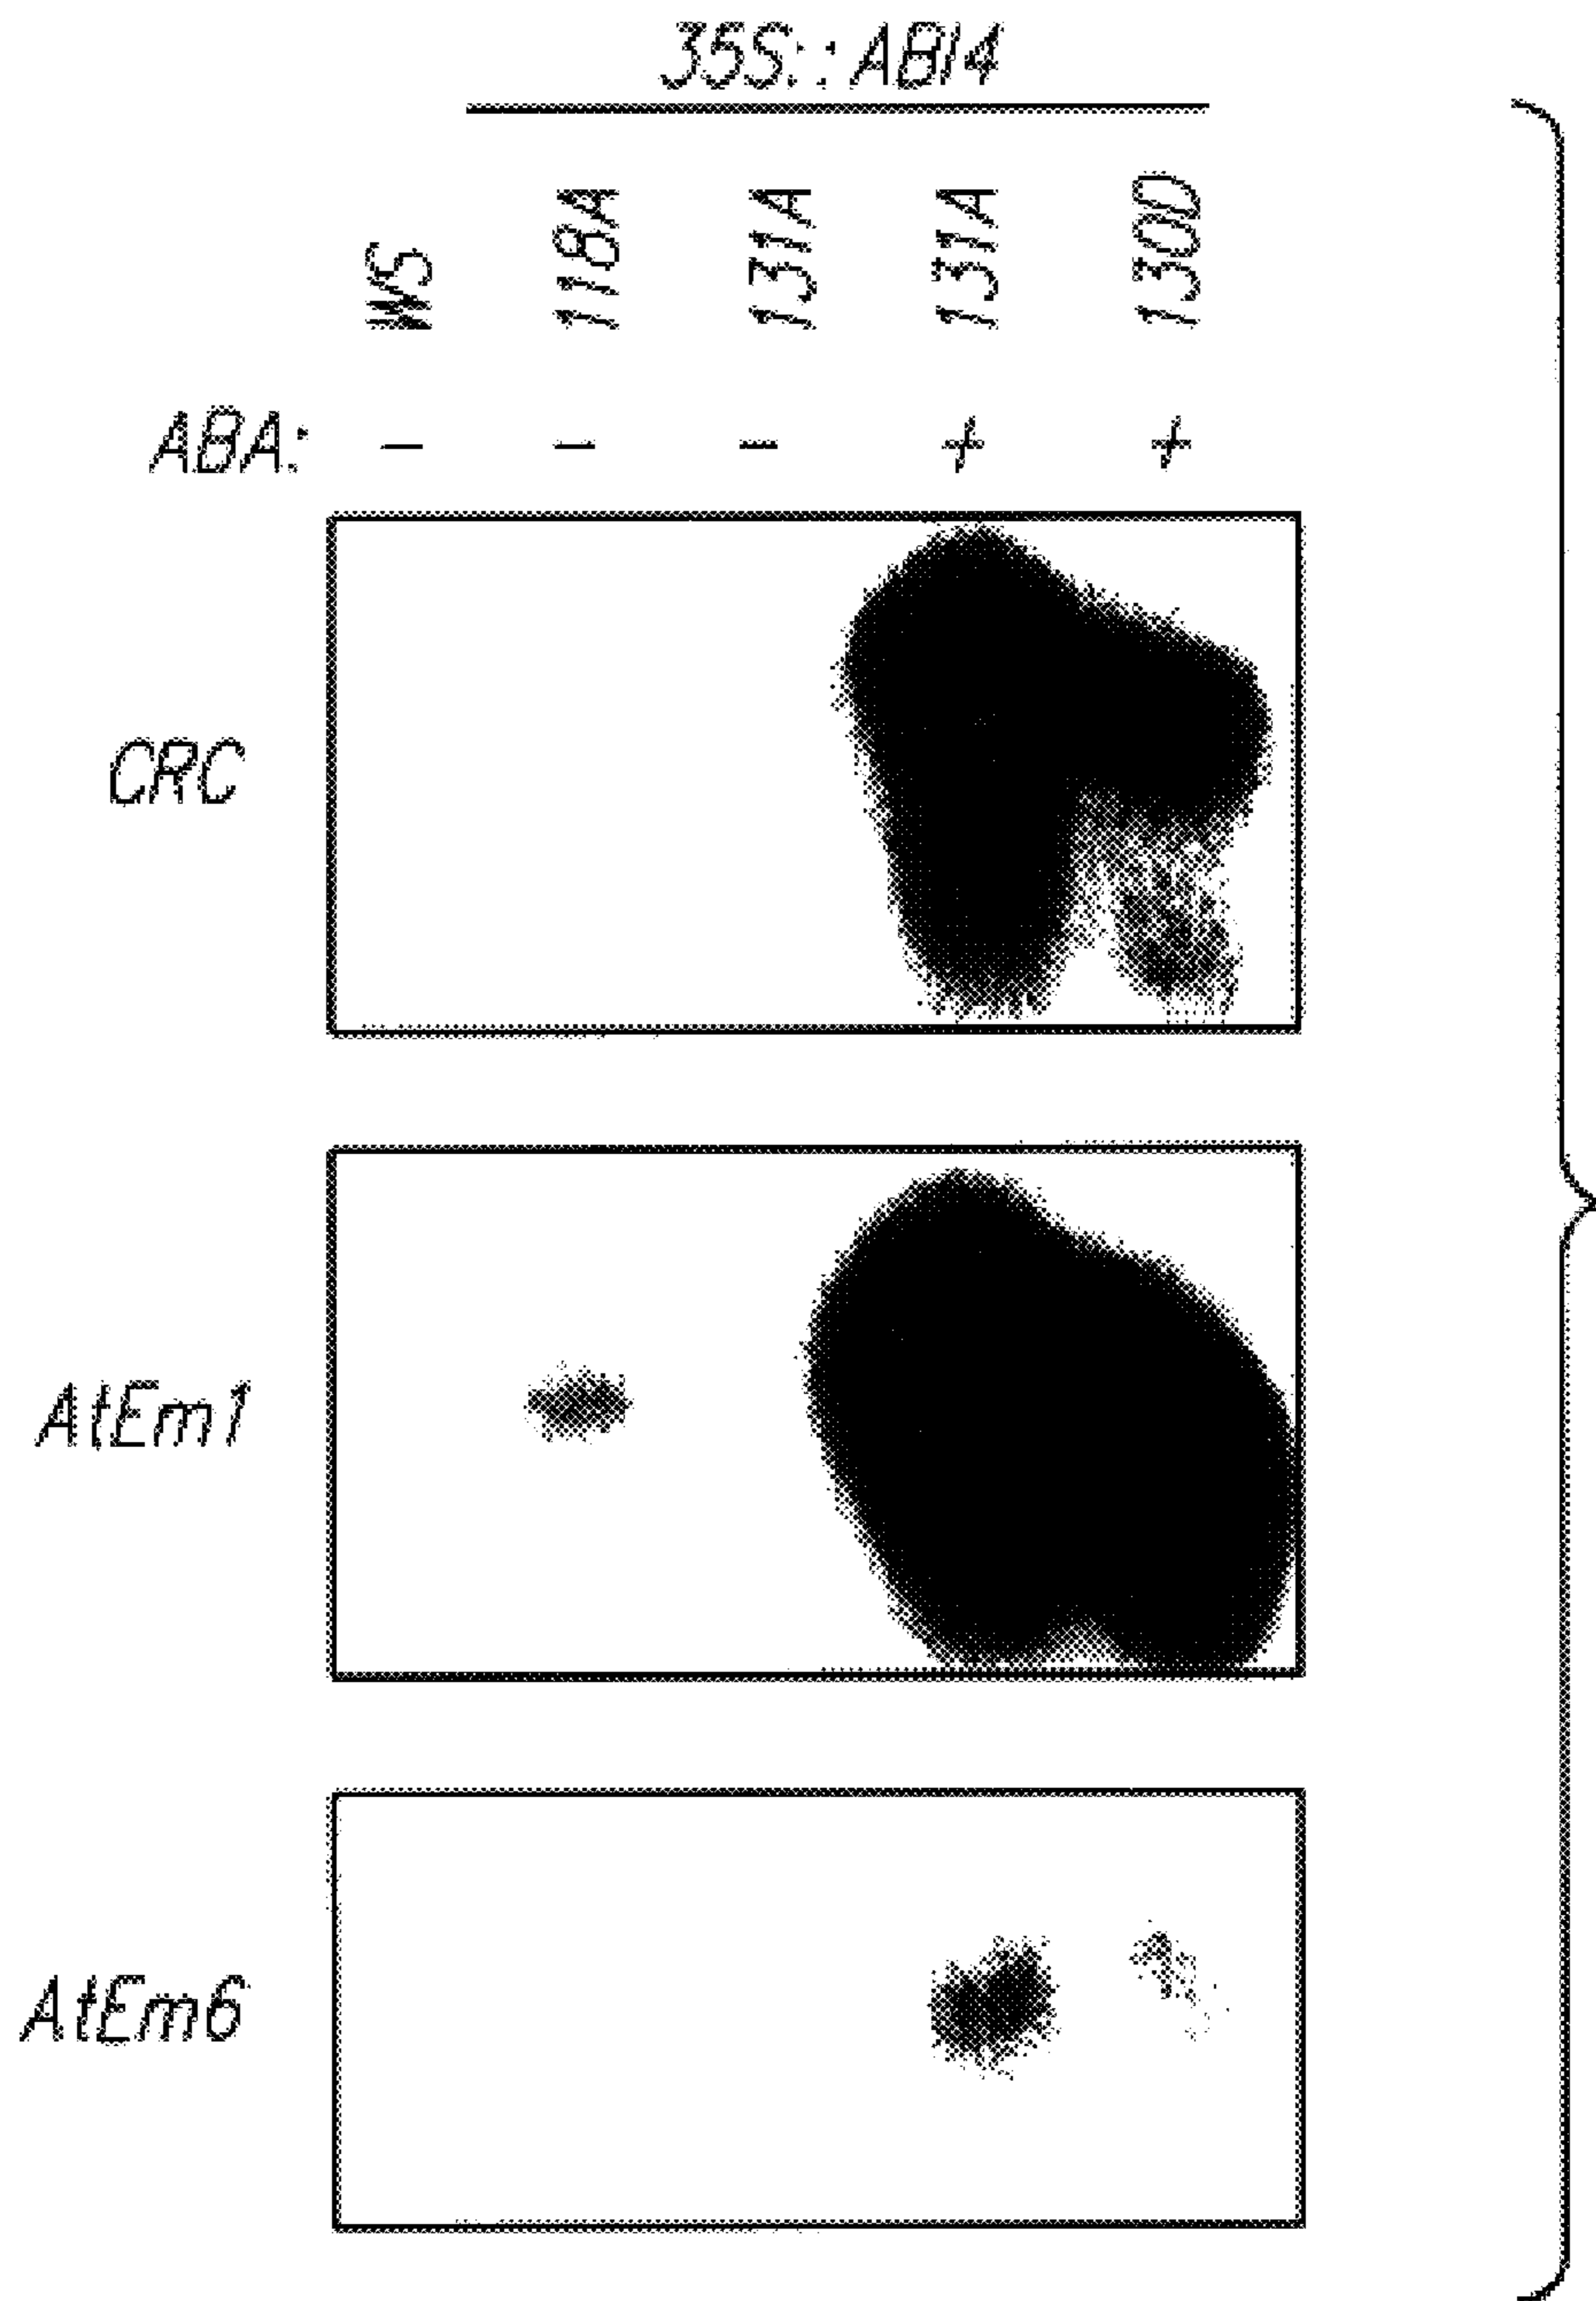 35S::ABI4
WS 118A 131A 131A 130D
ABA: − − − + +
CRC
AtEm1
AtEm6